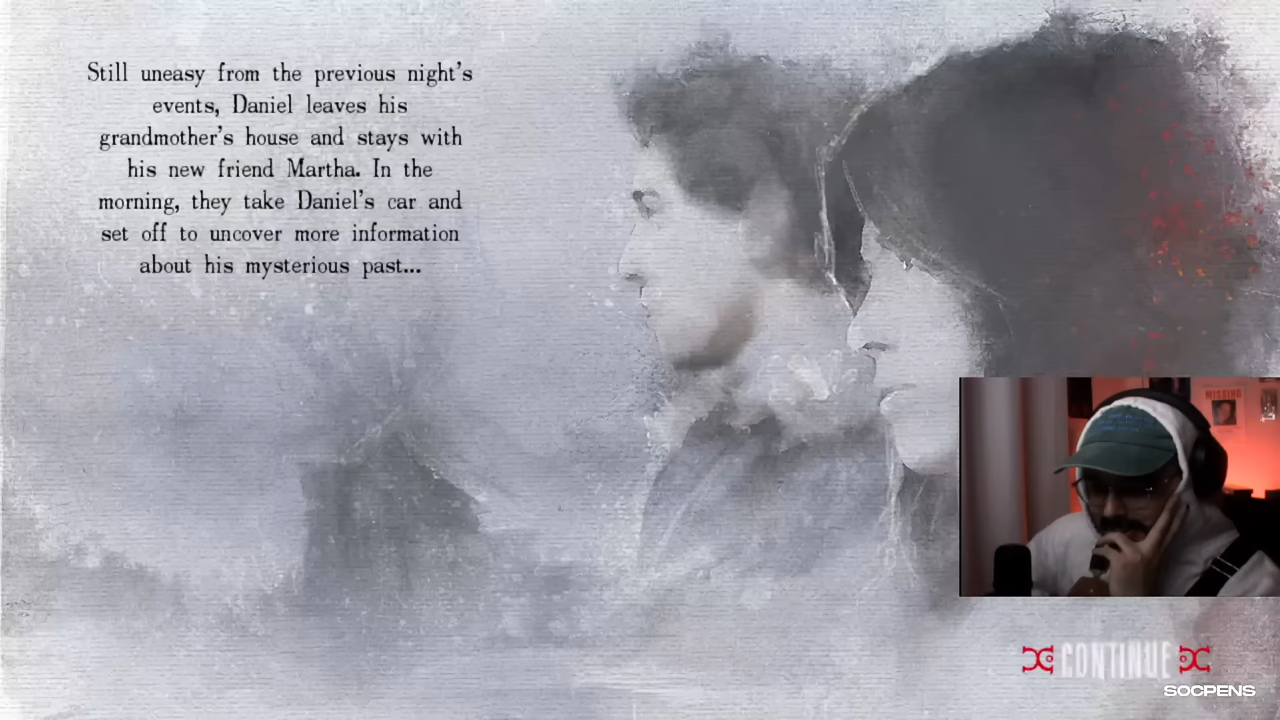 Still uneasy from the previous night's
events, Daniel leaves his
grandmother's house and stays with
his new friend Martha. In the
morning, they take Daniel's car and
set off to uncover more information
about his mysterious past...
MISSING
CONTINUE
SOCPENS